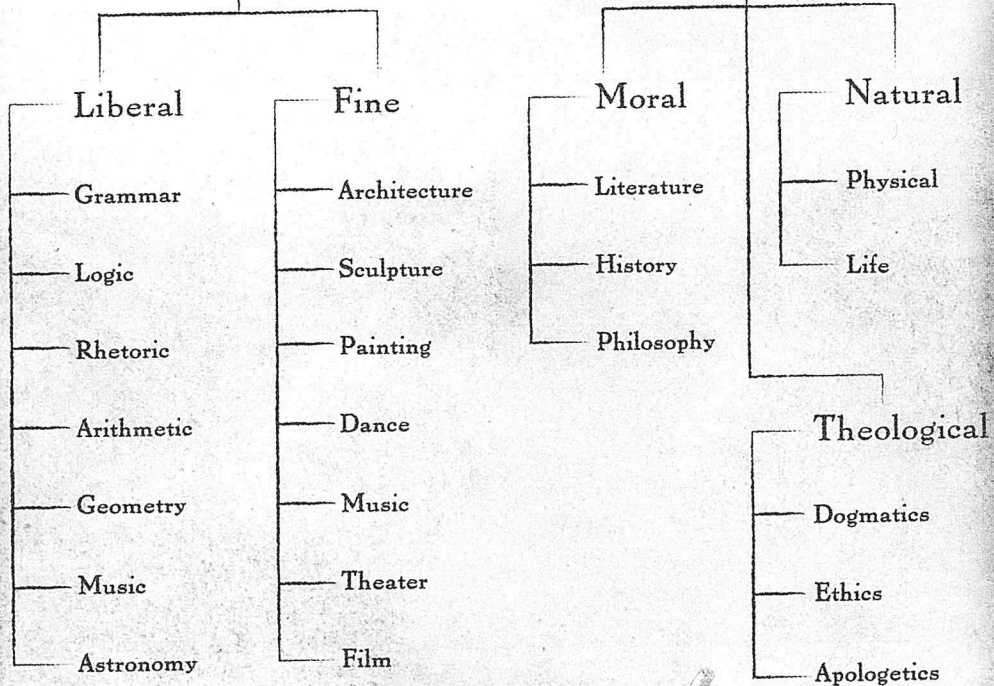 Liberal
Grammar
Logic
Rhetoric
Arithmetic
Geometry
Music
Astronomy
Fine
Architecture
Sculpture
Painting
Dance
Music
Theater
Film
Moral
Literature
History
Philosophy
Natural
Physical
Life
Theological
Dogmatics
Ethics
Apologetics